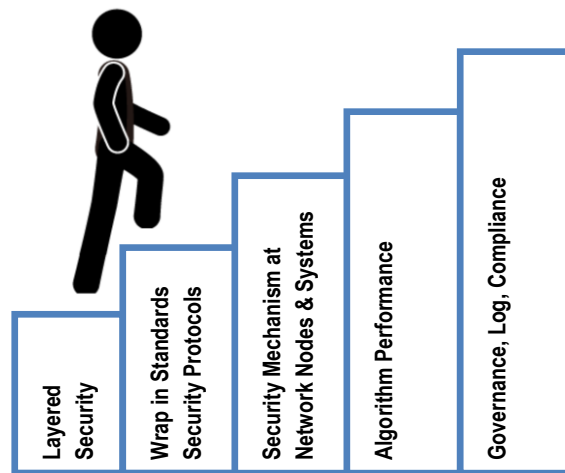 Layered
Security
Wrap in Standards
Security Protocols
Security Mechanism at
Network Nodes & Systems
Algorithm Performance
Governance, Log, Compliance